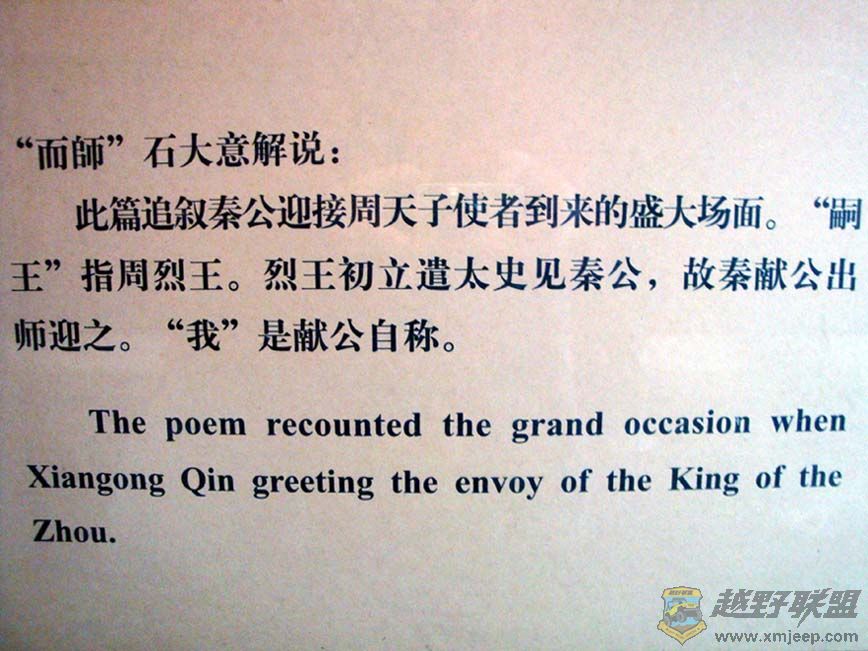 “而師”石大意解说：
此篇追叙秦公迎接周天子使者到来的盛大场面。“嗣
王”指周烈王。烈王初立遣太史见秦公，故秦献公出
师迎之。“我”是献公自称。
The poem recounted the grand occasion when
Xiangong Qin greeting the envoy of the King of the
Zhou.
越野联盟
www.xmjeep.com